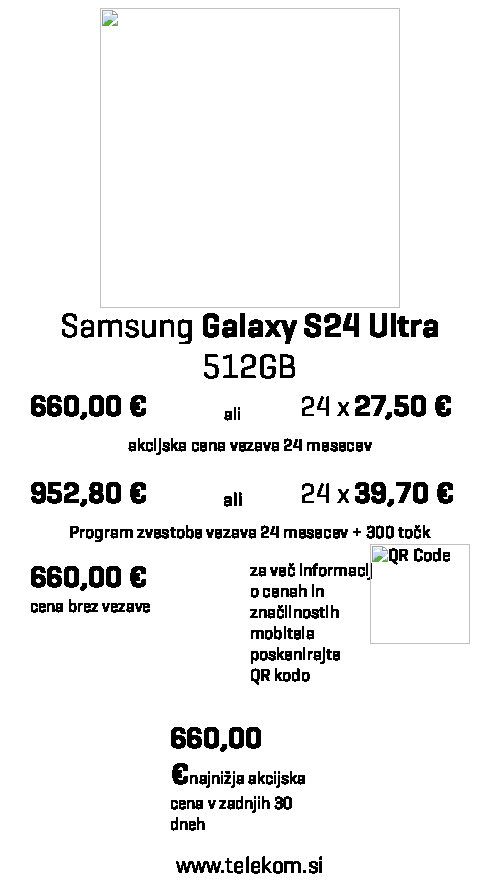 Samsung Galaxy S24 Ultra
512GB
660,00 € ali 24 x 27,50 €
akcijska cena vezava 24 mesecev
952,80 € ali 24 x 39,70 €
Program zvestobe vezava 24 mesecev + 300 točk
QR Code
660,00 €
cena brez vezave
za več informacij
o cenah in
značilnostih
mobitela
poskenirajte
QR kodo
660,00
€najnižja akcijska
cena v zadnjih 30
dneh
www.telekom.si